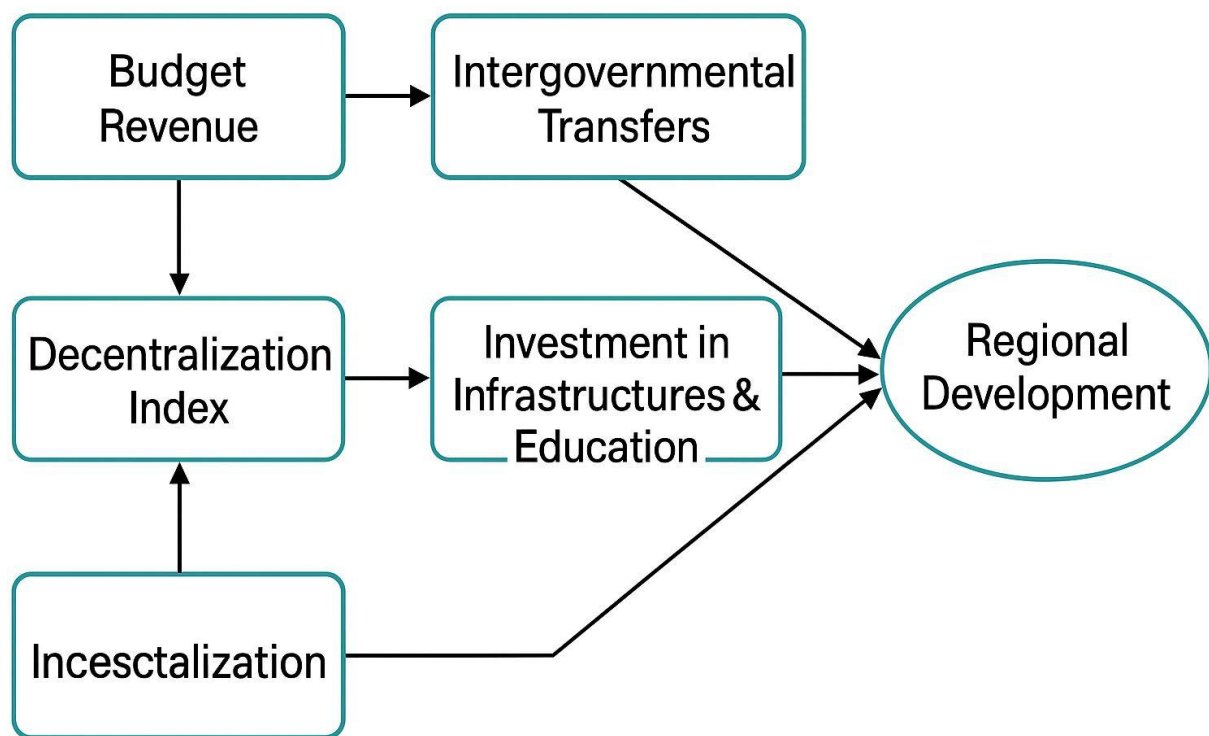 Budget
Revenue
Intergovernmental
Transfers
Decentralization
Index
Investment in
Infrastructures &
Education
Regional
Development
Incesctalization